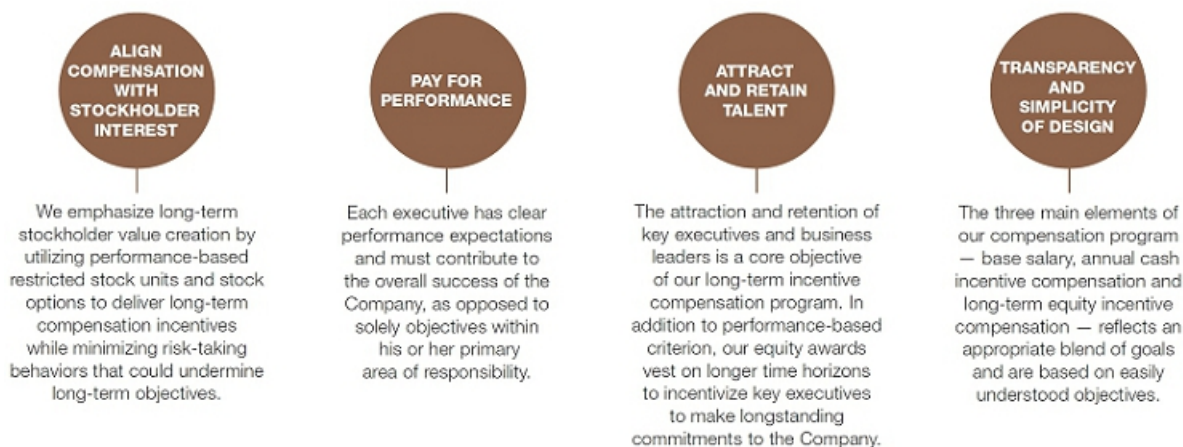 ALIGN
COMPENSATION
WITH
STOCKHOLDER
INTEREST
We emphasize long-term
stockholder value creation by
utilizing performance-based
restricted stock units and stock
options to deliver long-term
compensation incentives
while minimizing risk-taking
behaviors that could undermine
long-term objectives.
PAY FOR
PERFORMANCE
Each executive has clear
performance expectations
and must contribute to
the overall success of the
Company, as opposed to
solely objectives within
his or her primary
area of responsibility.
ATTRACT
AND RETAIN
TALENT
The attraction and retention of
key executives and business
leaders is a core objective
of our long-term incentive
compensation program. In
addition to performance-based
criterion, our equity awards
vest on longer time horizons
to incentivize key executives
to make longstanding
commitments to the Company.
TRANSPARENCY
AND
SIMPLICITY
OF DESIGN
The three main elements of
our compensation program
— base salary, annual cash
incentive compensation and
long-term equity incentive
compensation — reflects an
appropriate blend of goals
and are based on easily
understood objectives.